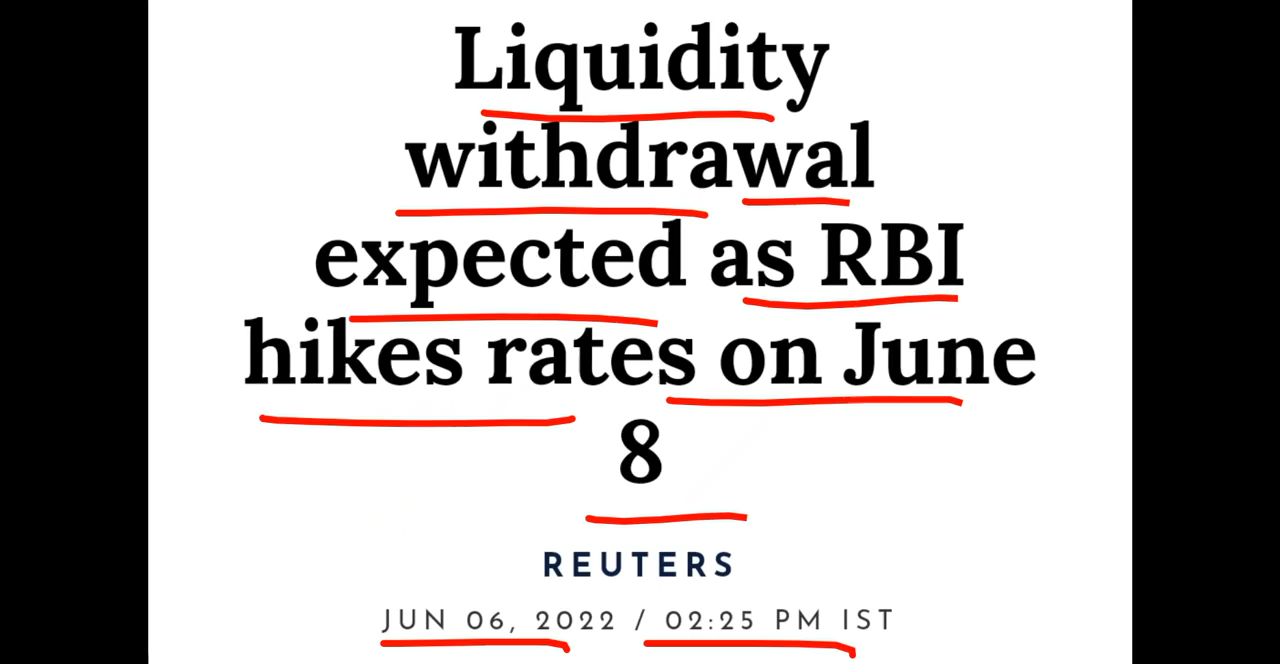 Liquidity
withdrawal
expected as RBI
hikes rates on June
8
REUTERS
JUN 06, 2022 / 02:25 PM IST